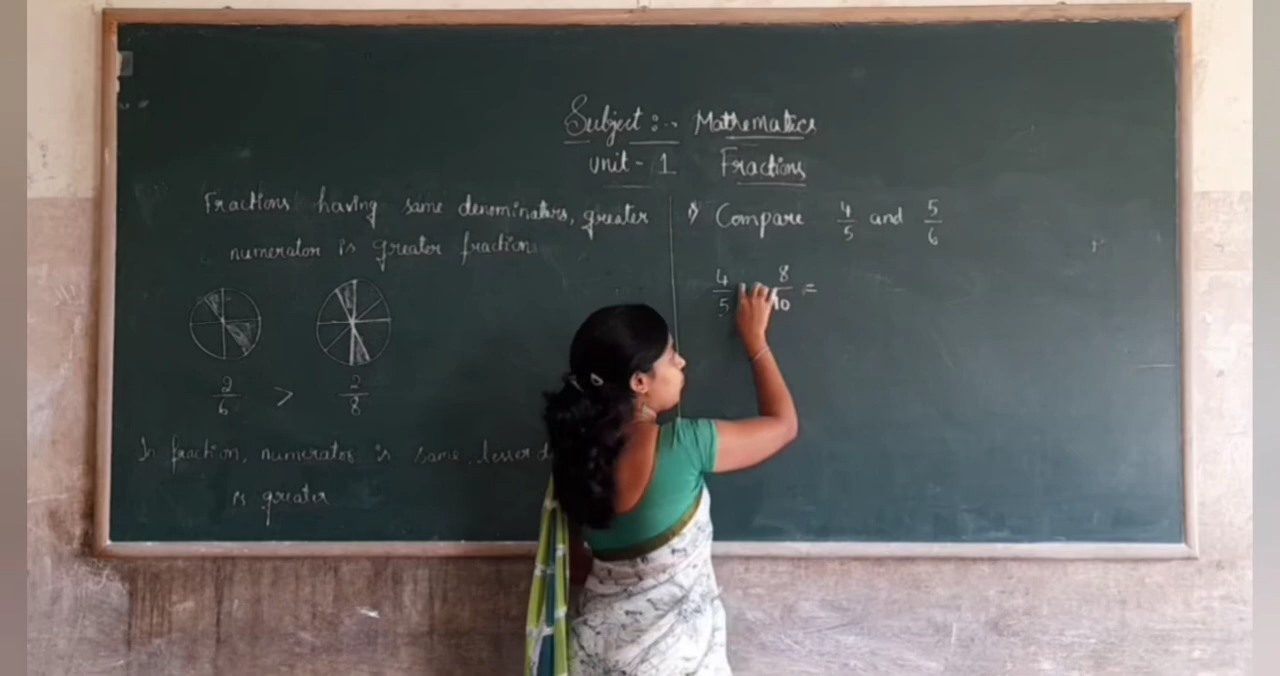 Subject :-. Mathematics
Unit - 1 Fractions
Fractions having same denominators, greater
numerator is greater fraction
2/6 > 2/8
In fraction, numerator is same, lesser
is greater
Compare 4/5 and 5/6
4/5 8/10 =